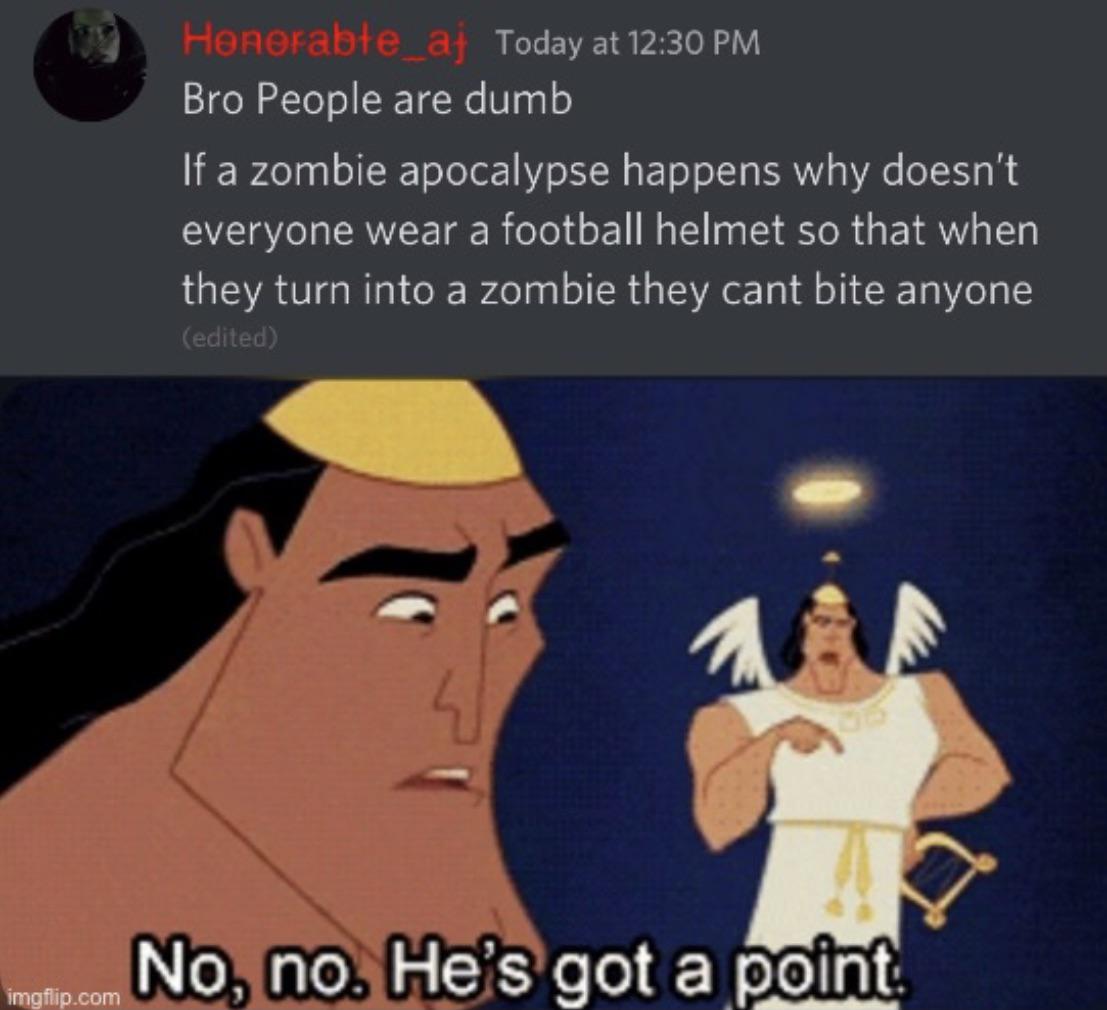 Honorable_aj Today at 12:30 PM
Bro People are dumb
If a zombie apocalypse happens why doesn't
everyone wear a football helmet so that when
they turn into a zombie they cant bite anyone
(edited)
No, no. He's got a point.
imgflip.com